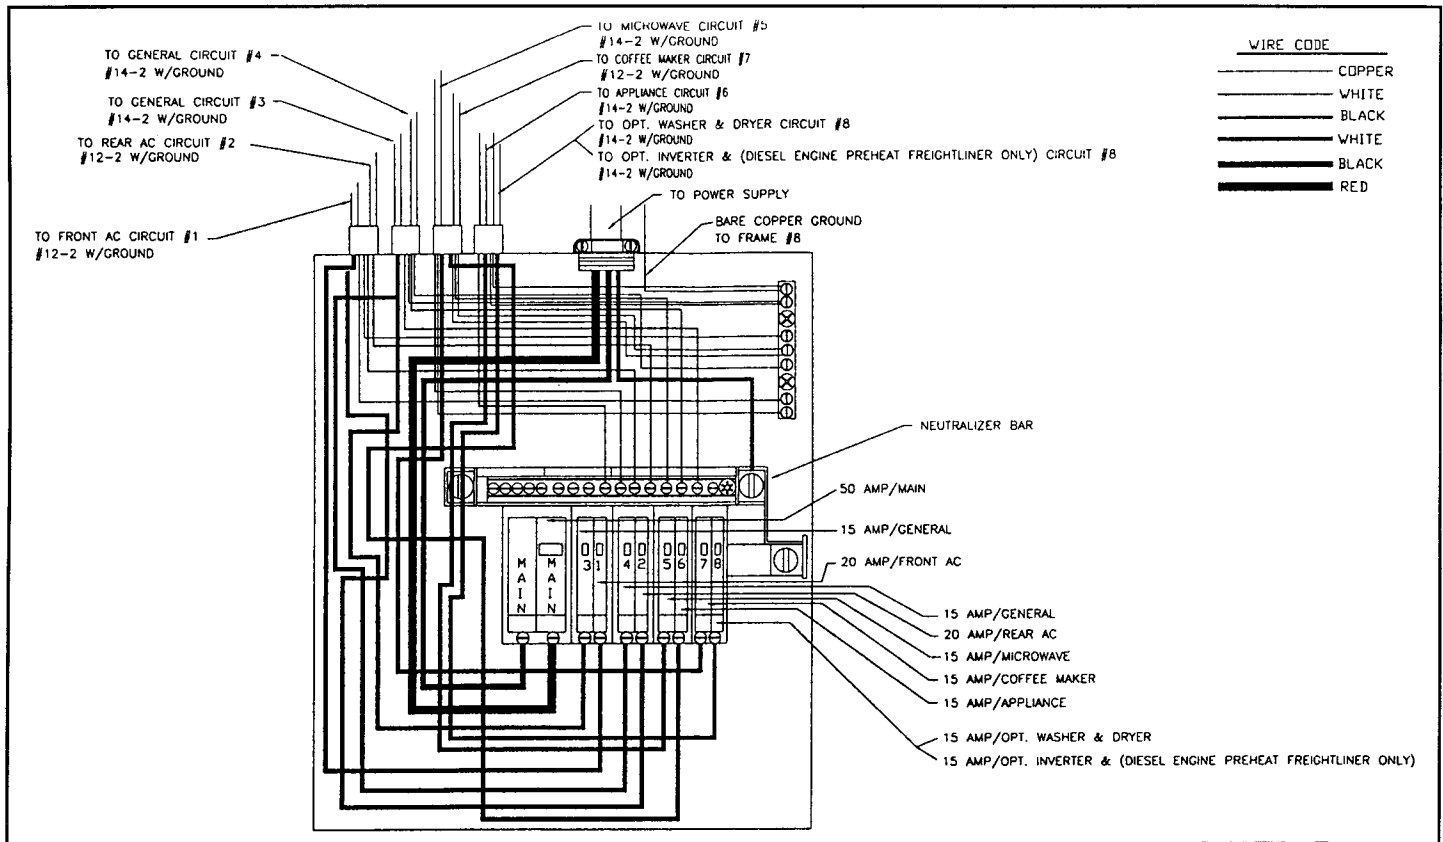 TO GENERAL CIRCUIT #4
#14-2 W/GROUND
TO GENERAL CIRCUIT #3
#14-2 W/GROUND
TO REAR AC CIRCUIT #2
#12-2 W/GROUND
TO FRONT AC CIRCUIT #1
#12-2 W/GROUND
TO MICROWAVE CIRCUIT #5
#14-2 W/GROUND
TO COFFEE MAKER CIRCUIT #7
#12-2 W/GROUND
TO APPLIANCE CIRCUIT #6
#14-2 W/GROUND
TO OPT. WASHER & DRYER CIRCUIT #8
#14-2 W/GROUND
TO OPT. INVERTER & (DIESEL ENGINE PREHEAT FREIGHTLINER ONLY) CIRCUIT #8
#14-2 W/GROUND
TO POWER SUPPLY
BARE COPPER GROUND
TO FRAME #8
WIRE CODE
COPPER
WHITE
BLACK
WHITE
BLACK
RED
NEUTRALIZER BAR
50 AMP/MAIN
15 AMP/GENERAL
20 AMP/FRONT AC
15 AMP/GENERAL
20 AMP/REAR AC
15 AMP/MICROWAVE
15 AMP/COFFEE MAKER
15 AMP/APPLIANCE
15 AMP/OPT. WASHER & DRYER
15 AMP/OPT. INVERTER & (DIESEL ENGINE PREHEAT FREIGHTLINER ONLY)
MAIN
MAIN
3 1 4 2 5 6 7 8